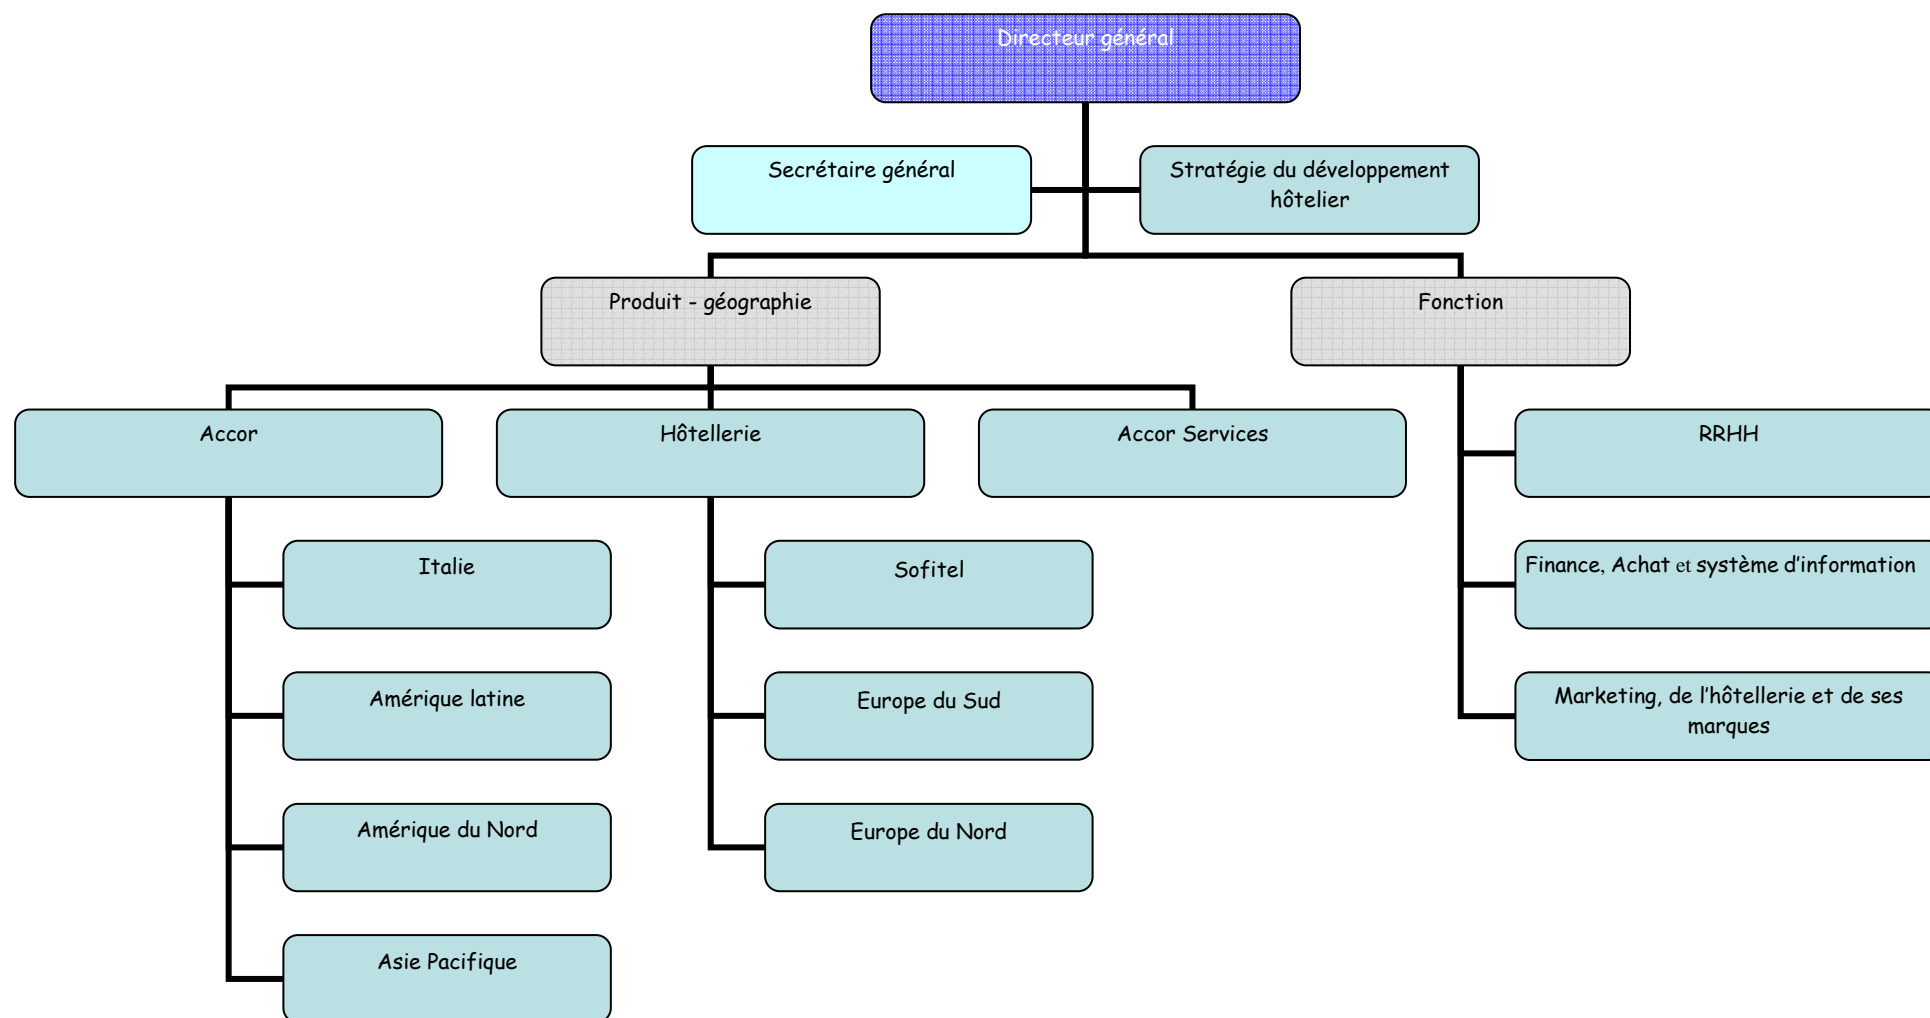 Directeur général
Secrétaire général
Stratégie du développement
hôtelier
Produit - géographie
Fonction
Accor
Hôtellerie
Accor Services
RRHH
Italie
Sofitel
Finance, Achat et système d'information
Amérique latine
Europe du Sud
Marketing, de l'hôtellerie et de ses
marques
Amérique du Nord
Europe du Nord
Asie Pacifique